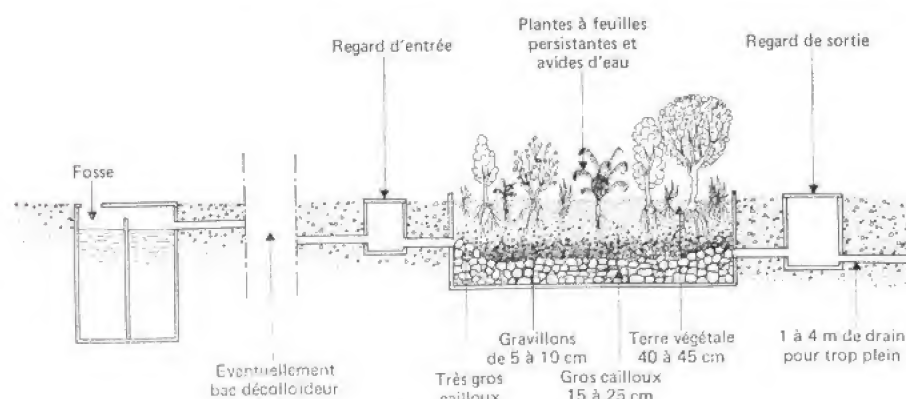 Plantes à feuilles
persistantes et
avides d'eau
Regard d'entrée
Regard de sortie
Fosse
Gravillons
de 5 à 10 cm
Terre végétale
40 à 45 cm
1 à 4 m de drain
pour trop plein
Eventuellement
bac décolloideur
Très gros
cailloux
Gros cailloux
15 à 25 cm